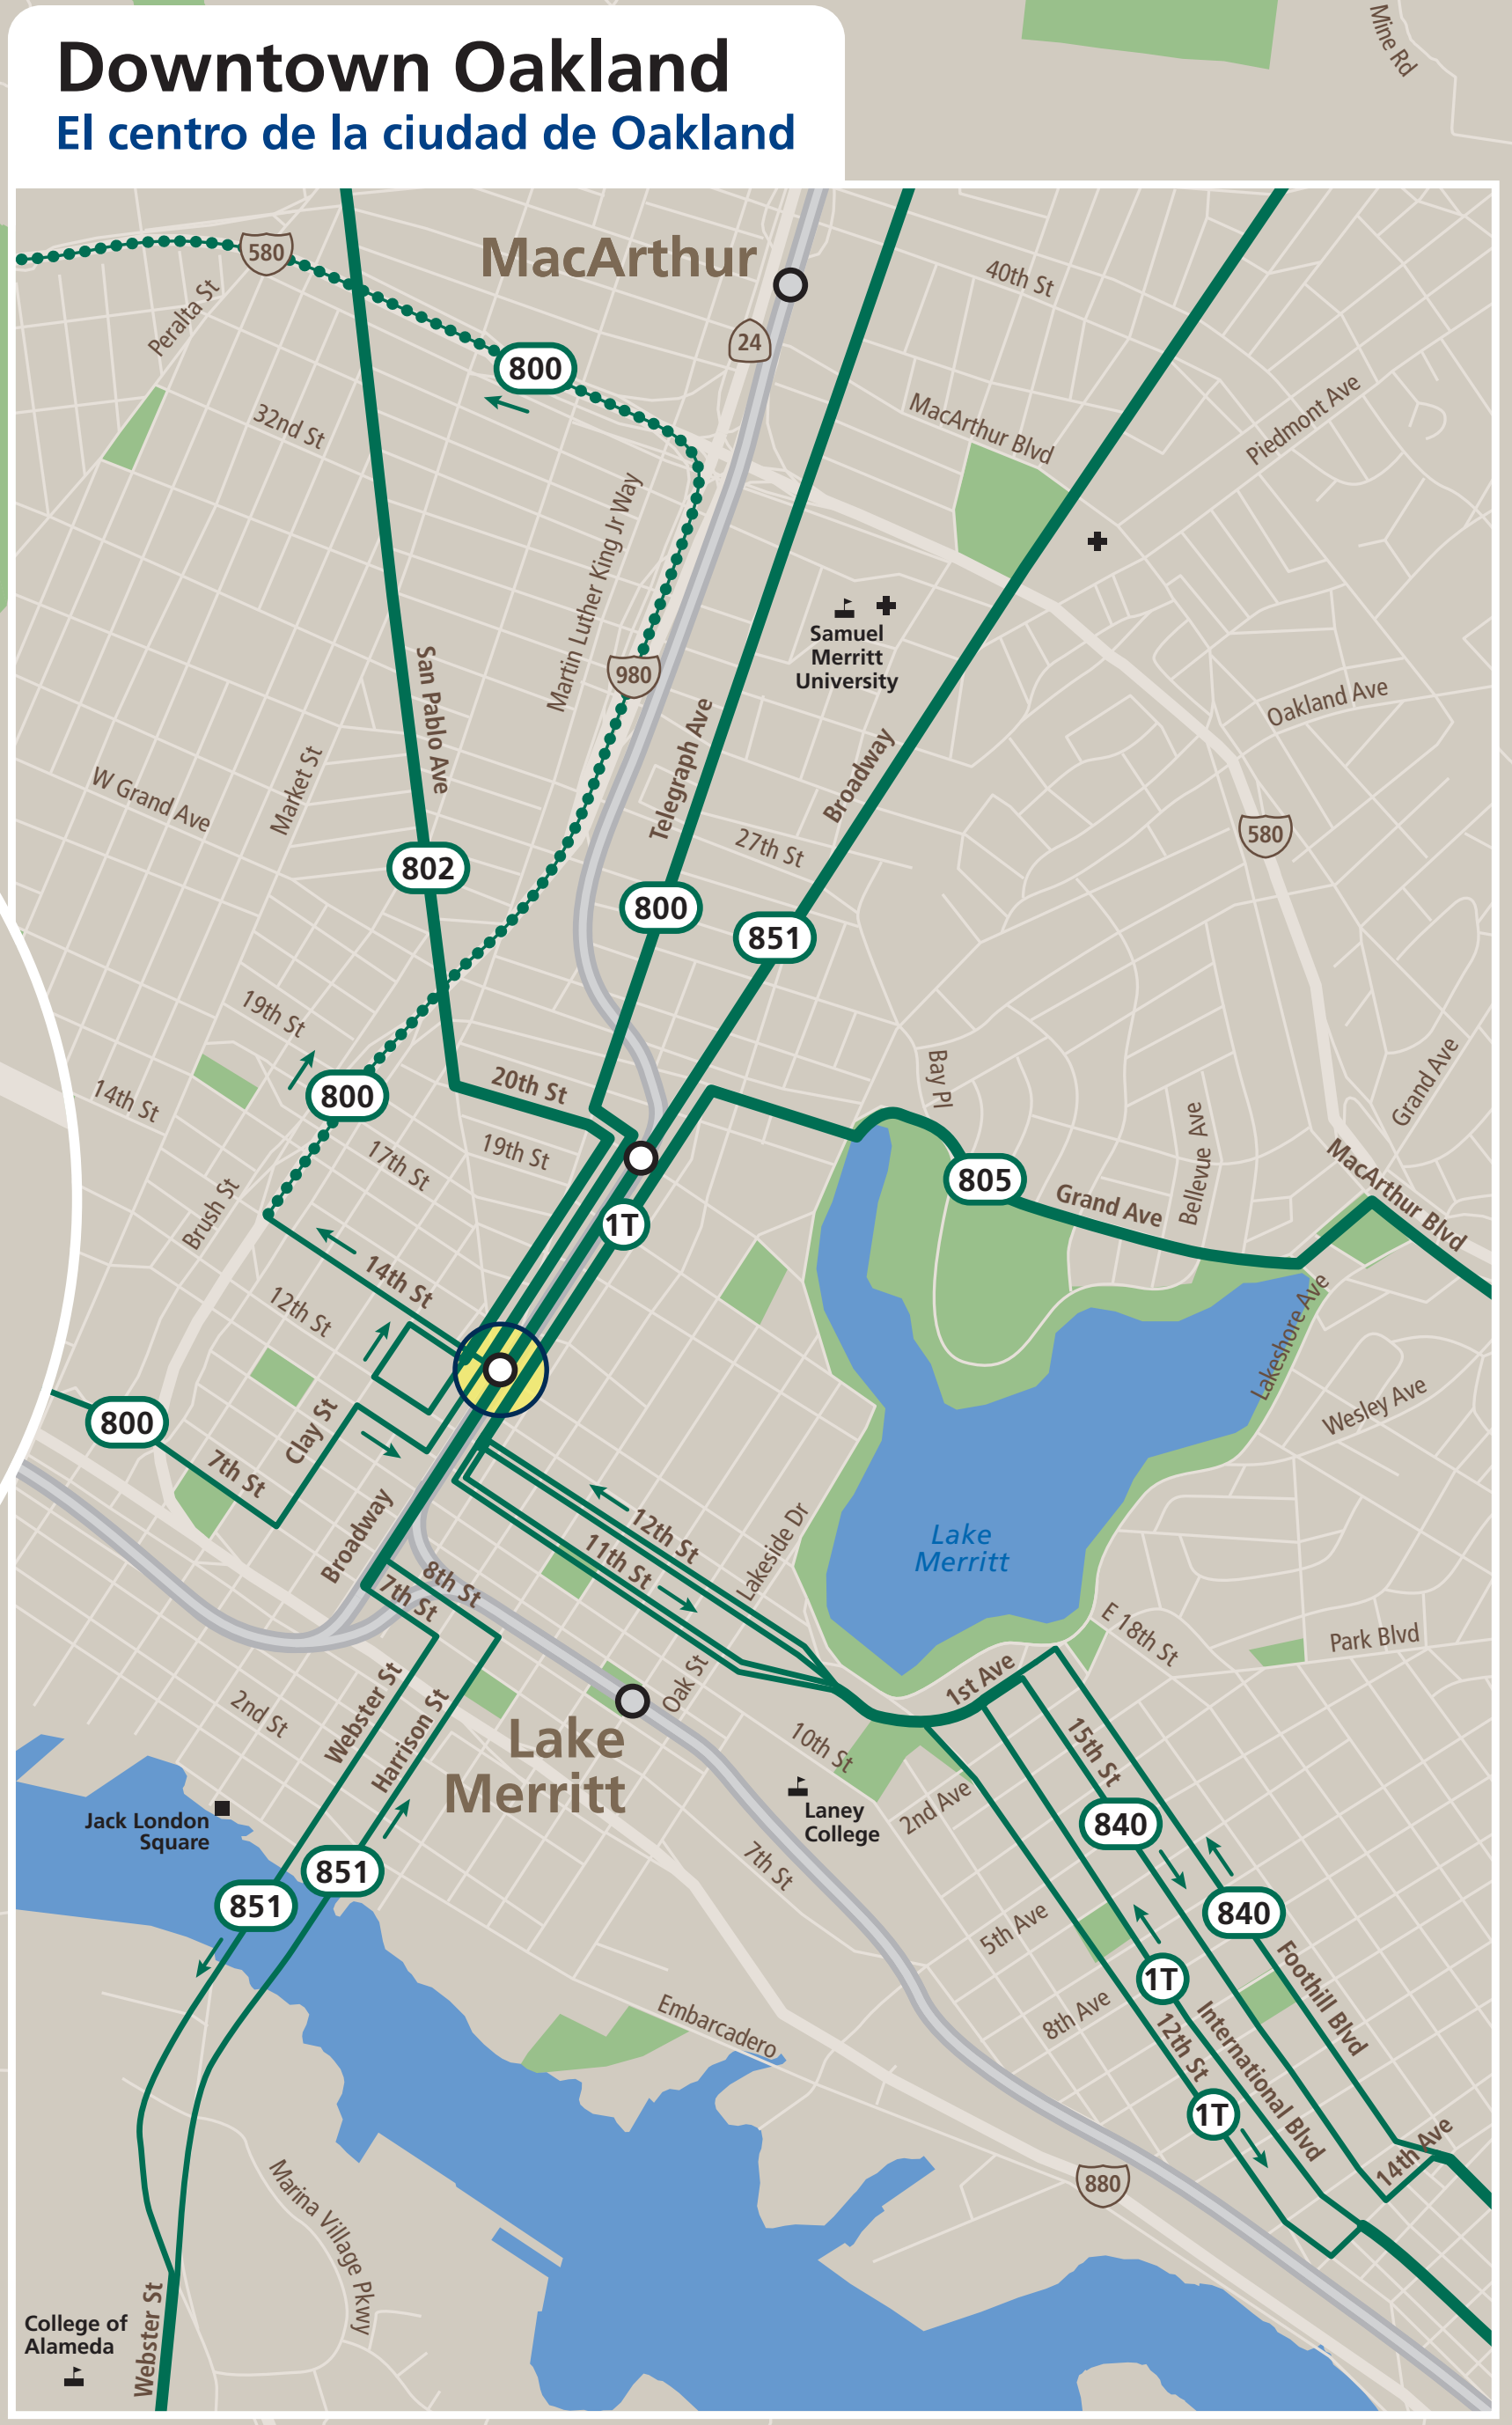 Downtown Oakland
El centro de la ciudad de Oakland
Mine Rd
580
MacArthur
40th St
Peralta St
24
800
MacArthur Blvd
Piedmont Ave
32nd St
Martin Luther King Jr Way
Samuel
Merritt
University
980
San Pablo Ave
Oakland Ave
Telegraph Ave
Broadway
Market St
W Grand Ave
27th St
580
802
800
851
19th St
Bay Pl
Grand Ave
14th St
800
20th St
19th St
17th St
Bellevue Ave
MacArthur Blvd
805
Grand Ave
Brush St
1T
14th St
12th St
Lakeshore Ave
Wesley Ave
800
Clay St
7th St
Broadway
12th St
11th St
Lakeside Dr
Lake
Merritt
8th St
7th St
E 18th St
Park Blvd
1st Ave
Oak St
2nd St
Webster St
Harrison St
Lake
Merritt
10th St
15th St
Jack London
Square
Laney
College
2nd Ave
840
7th St
851
851
840
5th Ave
Foothill Blvd
1T
8th Ave
12th St
International Blvd
Embarcadero
1T
14th Ave
880
Marina Village Pkwy
College of
Alameda
Webster St